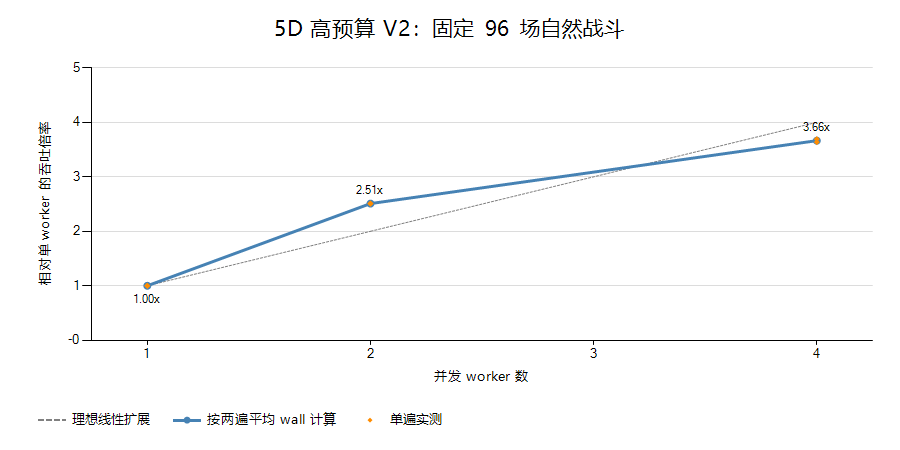 5D 高预算 V2：固定 96 场自然战斗
相对单 worker 的吞吐倍率
5
4
3
2
1
-0
1.00x
2.51x
3.66x
1
2
3
4
并发 worker 数
理想线性扩展
按两遍平均 wall 计算
单遍实测